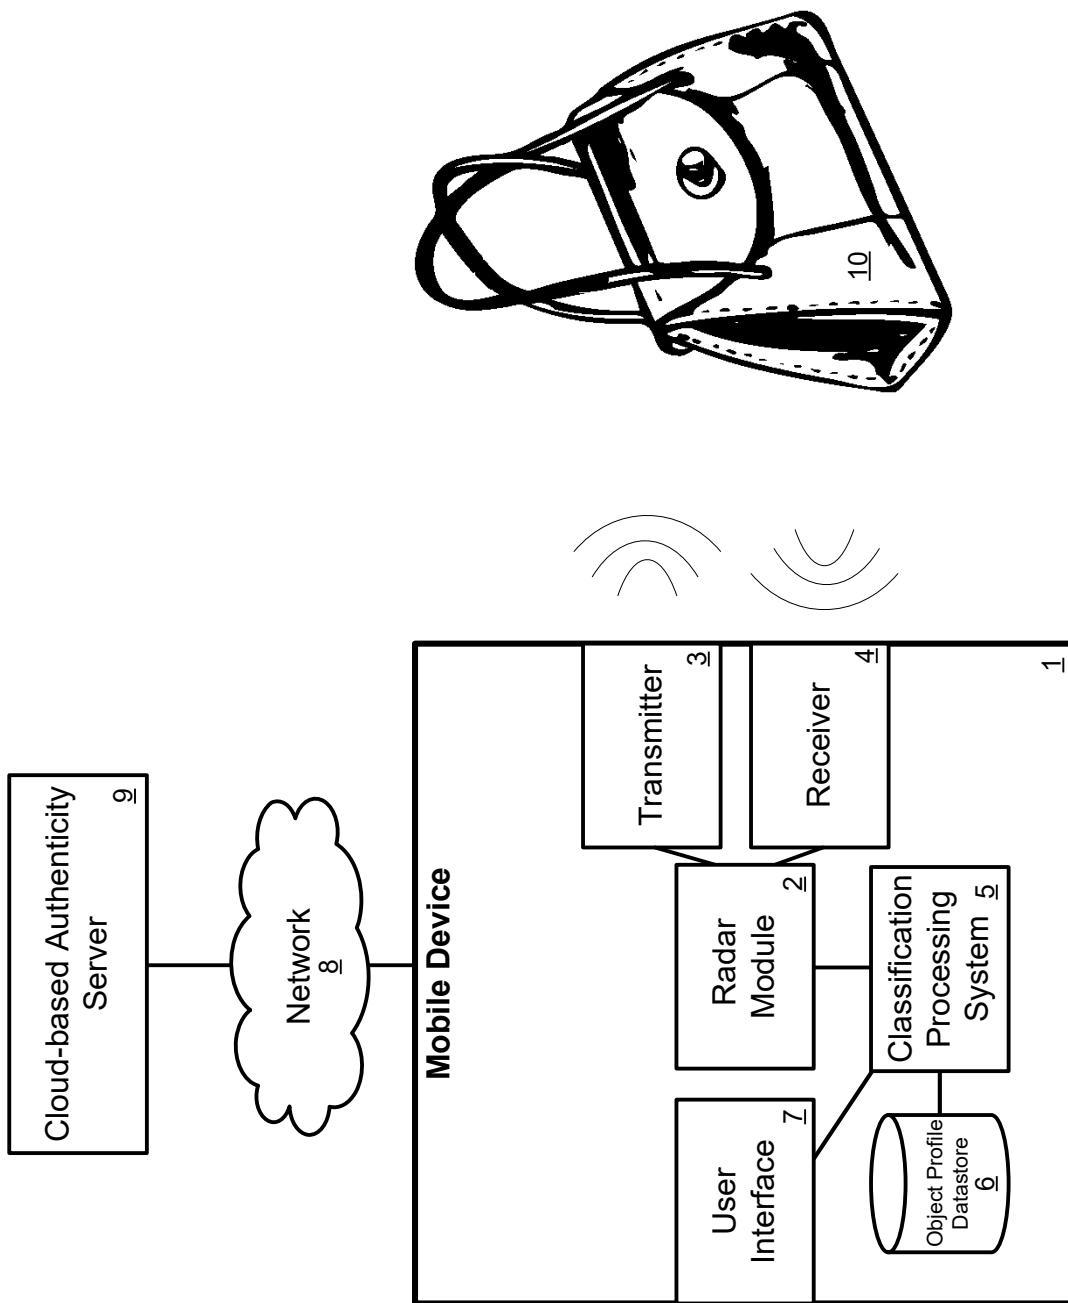 Cloud-based Authenticity
Server
9
Network
8
Mobile Device
1
User
Interface
7
Radar
Module
2
Transmitter
3
Receiver
4
Classification
Processing
System 5
Object Profile
Datastore
6
10